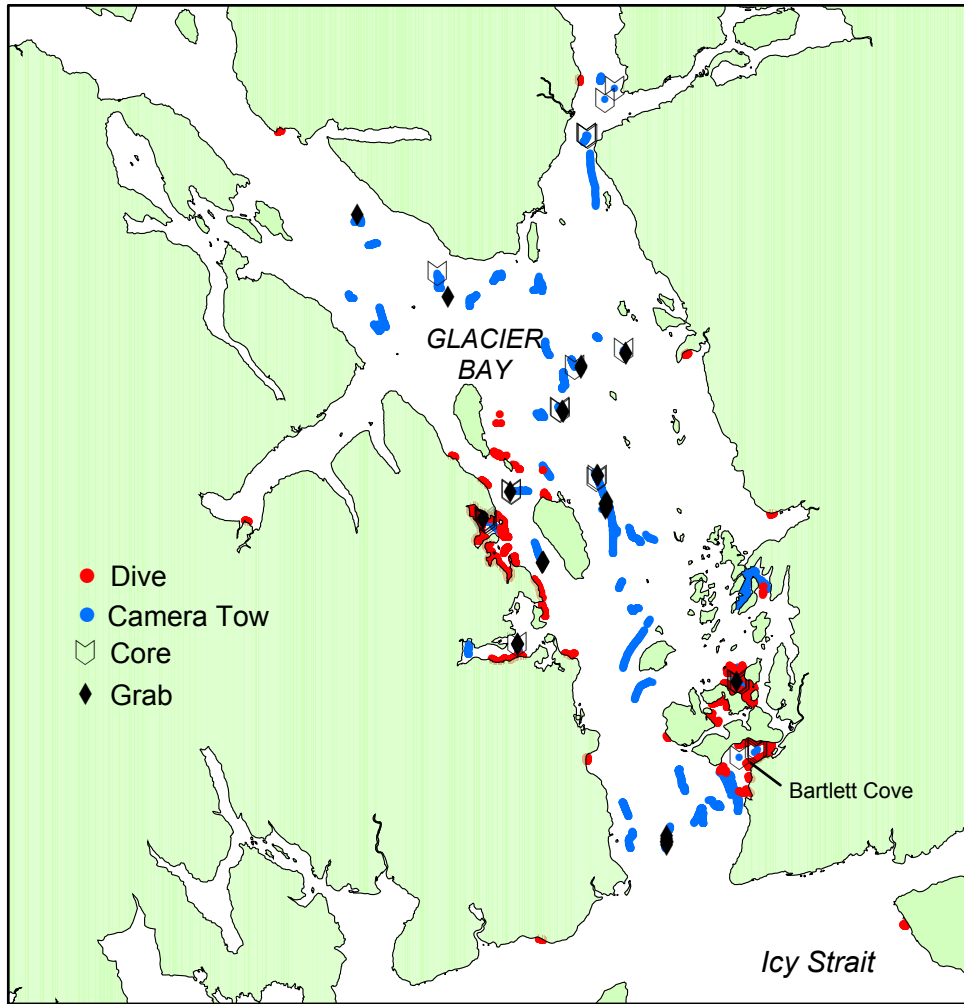 GLACIER
BAY
Dive
Camera Tow
Core
Grab
Bartlett Cove
Icy Strait